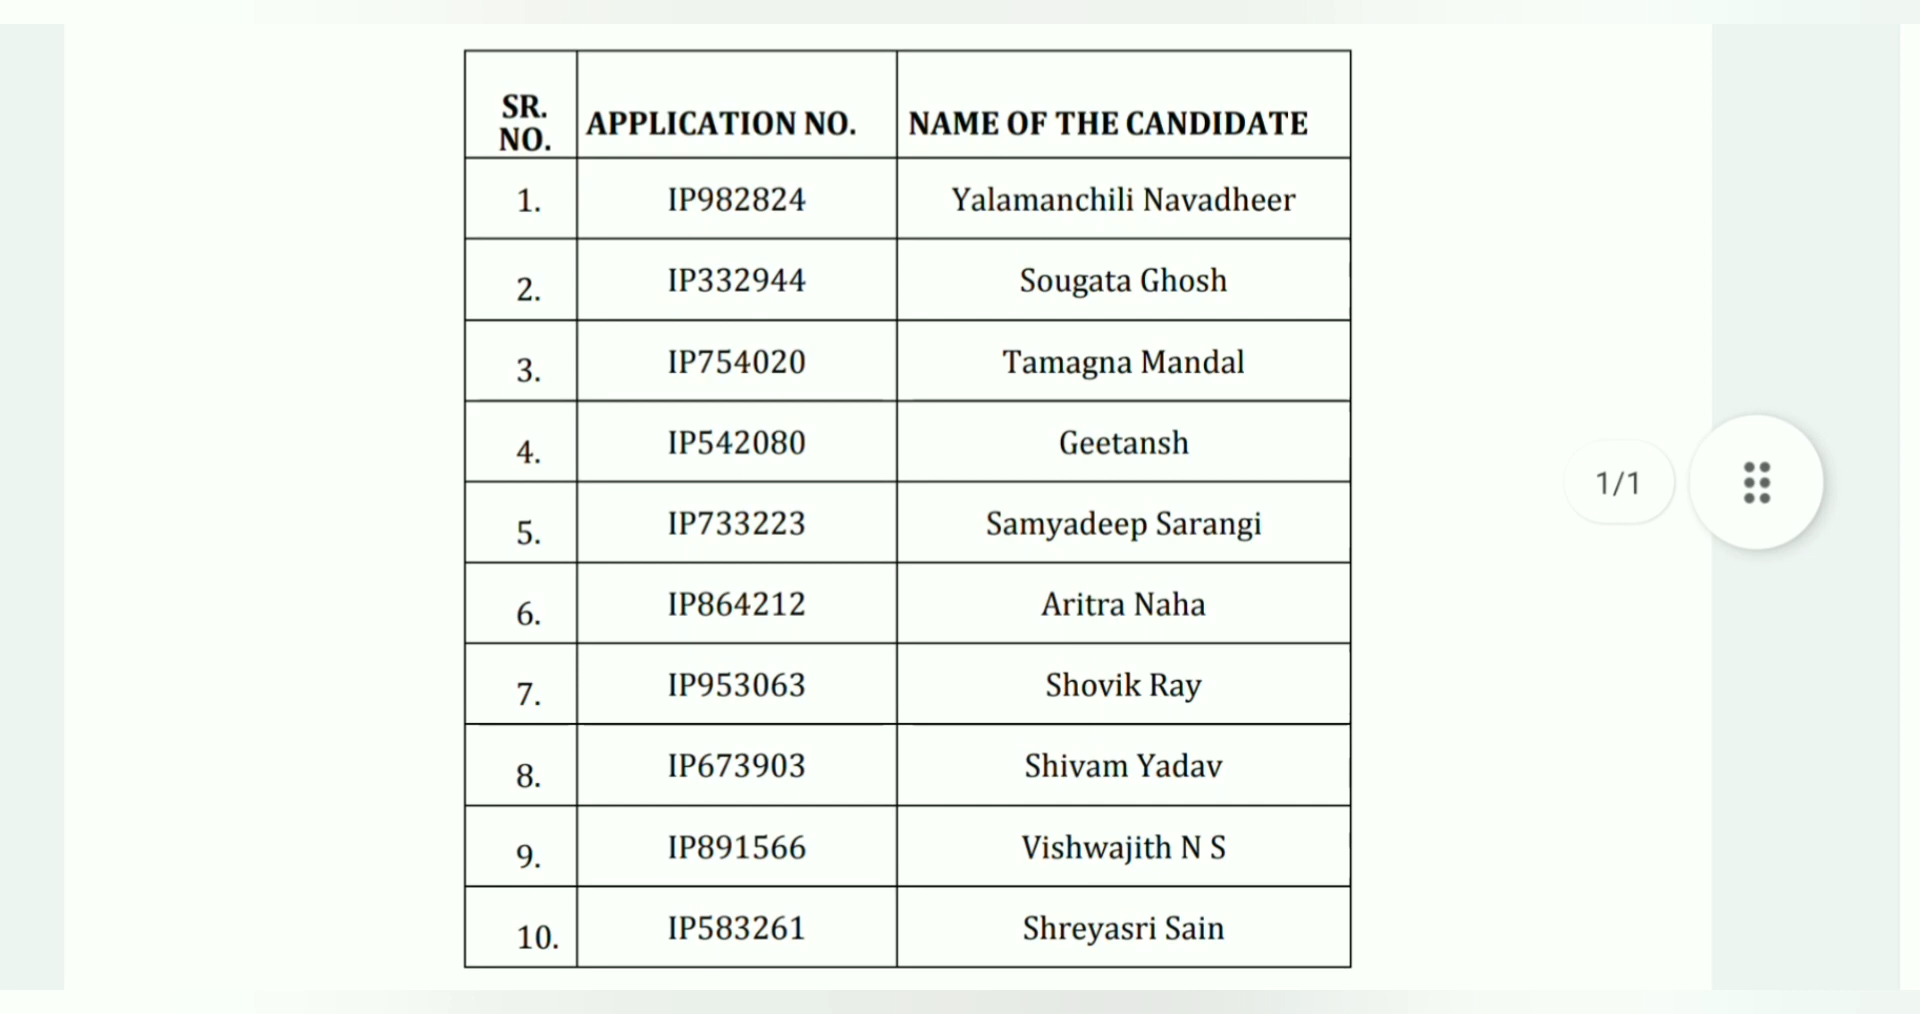 SR. NO. APPLICATION NO. NAME OF THE CANDIDATE
1. IP982824 Yalamanchili Navadheer
2. IP332944 Sougata Ghosh
3. IP754020 Tamagna Mandal
4. IP542080 Geetansh
5. IP733223 Samyadeep Sarangi
6. IP864212 Aritra Naha
7. IP953063 Shovik Ray
8. IP673903 Shivam Yadav
9. IP891566 Vishwajith N S
10. IP583261 Shreyasri Sain
1/1